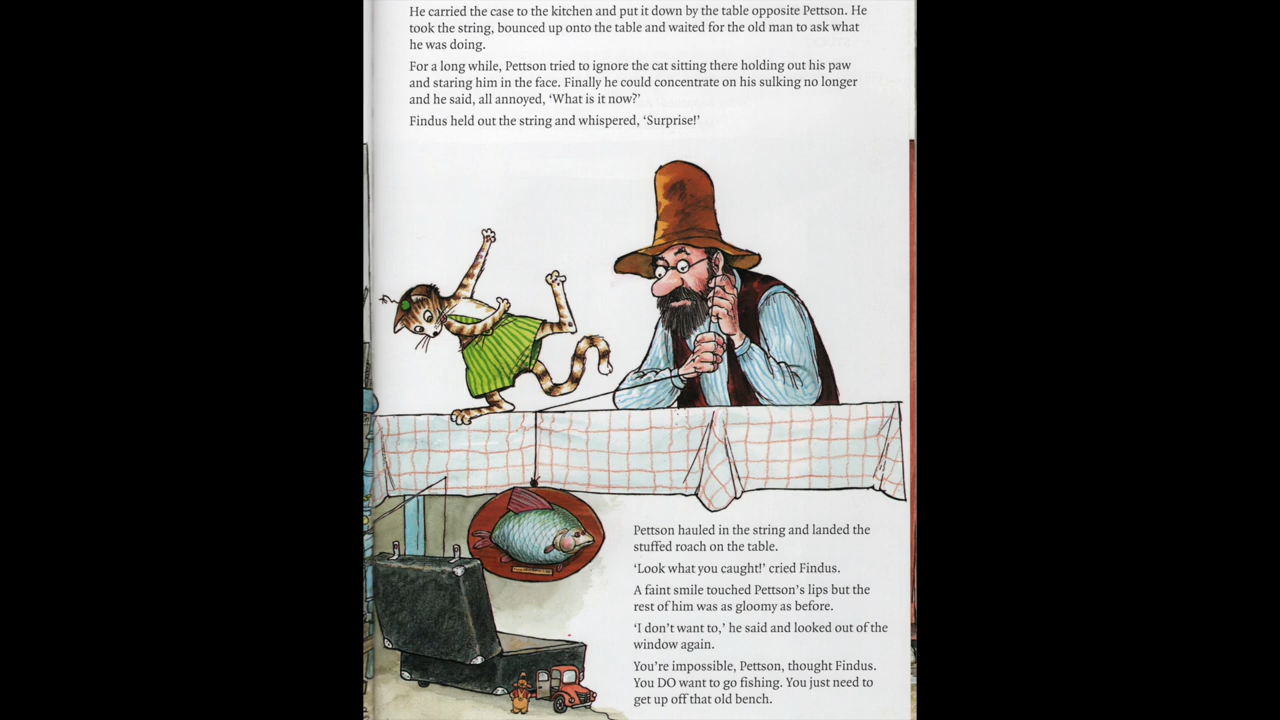 He carried the case to the kitchen and put it down by the table opposite Pettson. He
took the string, bounced up onto the table and waited for the old man to ask what
he was doing.
For a long while, Pettson tried to ignore the cat sitting there holding out his paw
and staring him in the face. Finally he could concentrate on his sulking no longer
and he said, all annoyed, ‘What is it now?’
Findus held out the string and whispered, ‘Surprise!’
Pettson hauled in the string and landed the
stuffed roach on the table.
‘Look what you caught!’ cried Findus.
A faint smile touched Pettson’s lips but the
rest of him was as gloomy as before.
‘I don’t want to,’ he said and looked out of the
window again.
You’re impossible, Pettson, thought Findus.
You DO want to go fishing. You just need to
get up off that old bench.